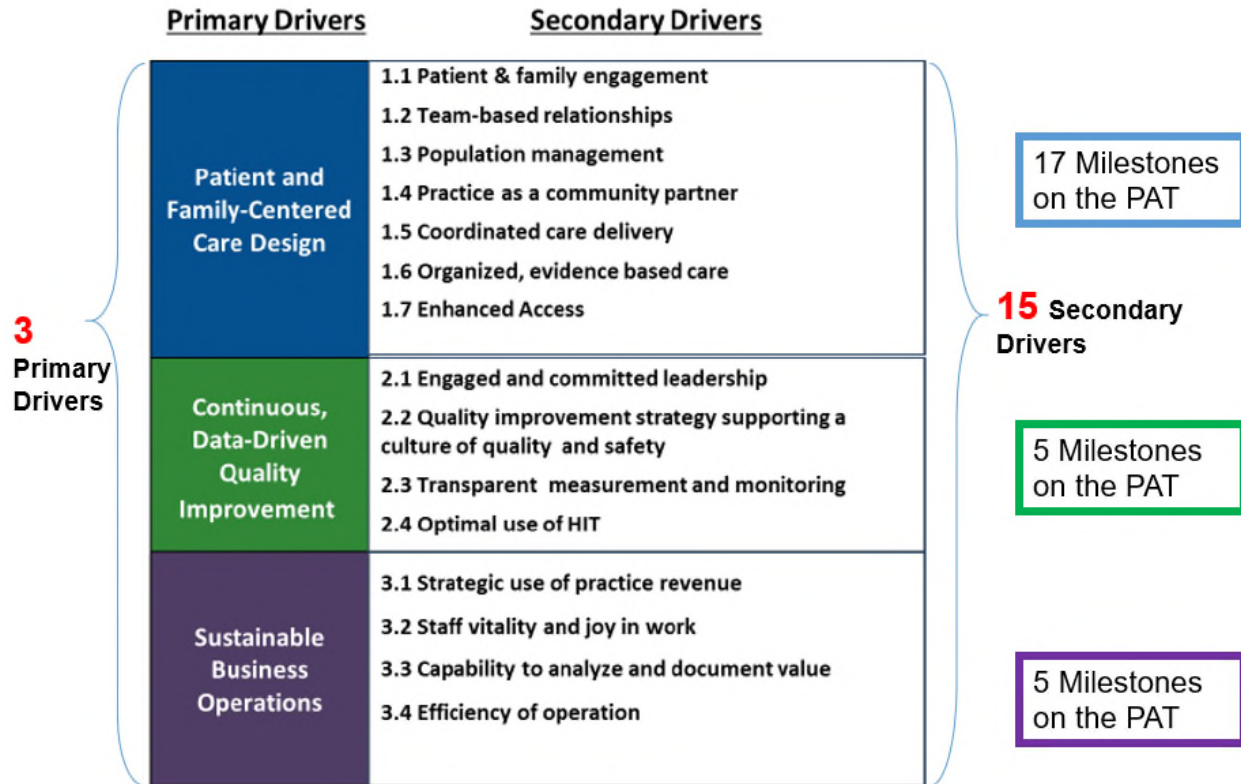 Primary Drivers
Secondary Drivers
3
Primary
Drivers
Patient and
Family-Centered
Care Design
1.1 Patient & family engagement
1.2 Team-based relationships
1.3 Population management
1.4 Practice as a community partner
1.5 Coordinated care delivery
1.6 Organized, evidence based care
1.7 Enhanced Access
Continuous,
Data-Driven
Quality
Improvement
2.1 Engaged and committed leadership
2.2 Quality improvement strategy supporting a
culture of quality and safety
2.3 Transparent measurement and monitoring
2.4 Optimal use of HIT
Sustainable
Business
Operations
3.1 Strategic use of practice revenue
3.2 Staff vitality and joy in work
3.3 Capability to analyze and document value
3.4 Efficiency of operation
15 Secondary
Drivers
17 Milestones
on the PAT
5 Milestones
on the PAT
5 Milestones
on the PAT